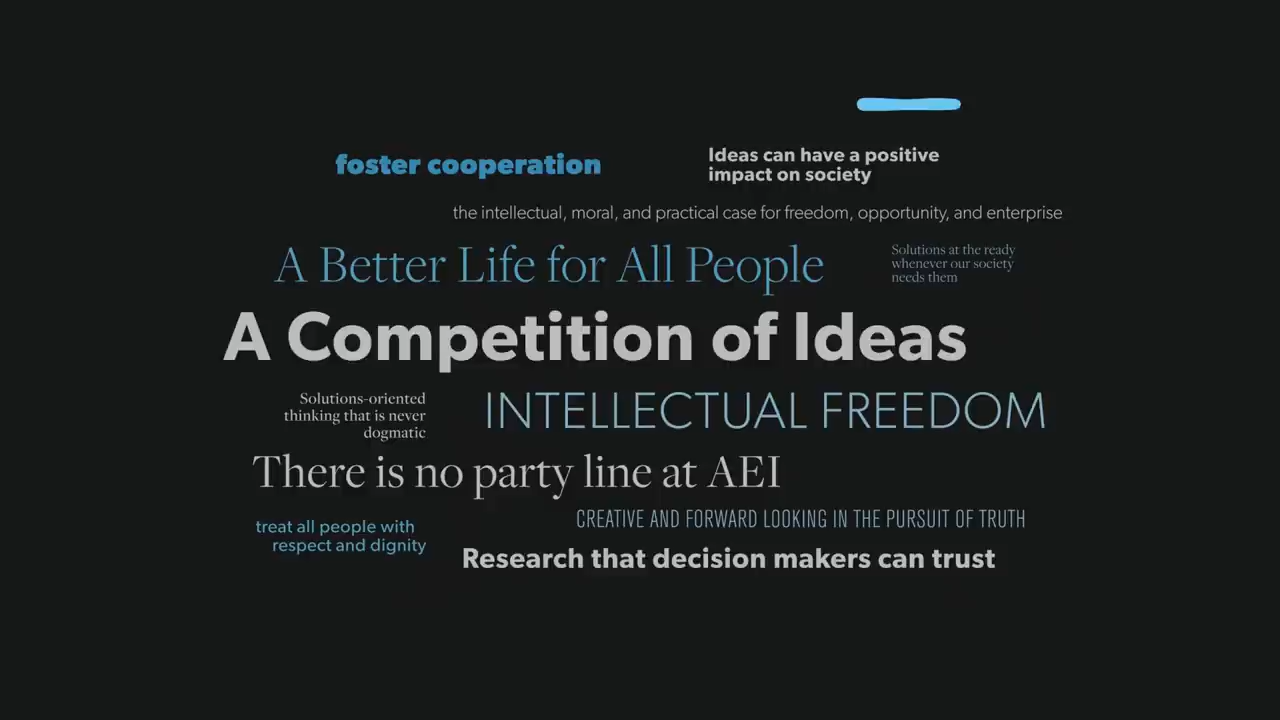 foster cooperation
Ideas can have a positive
impact on society
the intellectual, moral, and practical case for freedom, opportunity, and enterprise
A Better Life for All People
Solutions at the ready
whenever our society
needs them
A Competition of Ideas
Solutions-oriented
thinking that is never
dogmatic
INTELLECTUAL FREEDOM
There is no party line at AEI
treat all people with
respect and dignity
CREATIVE AND FORWARD LOOKING IN THE PURSUIT OF TRUTH
Research that decision makers can trust